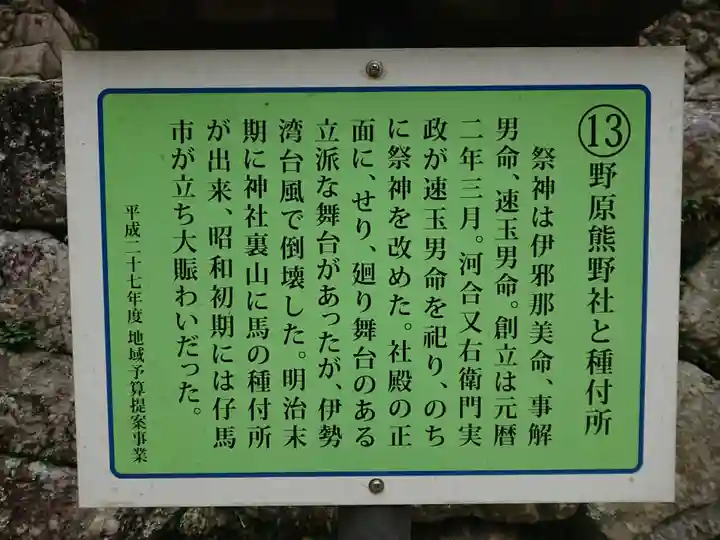 ⑬野原熊野社と種付所
祭神は伊邪那美命、事解
男命、速玉男命。創立は元暦
二年三月。河合又右衛門実
政が速玉男命を祀り、のち
に祭神を改めた。社殿の正
面に、せり、廻り舞台のある
立派な舞台があったが、伊勢
湾台風で倒壊した。明治末
期に神社裏山に馬の種付所
が出来、昭和初期には仔馬
市が立ち大賑わいだった。
平成二十七年度 地域予算提案事業